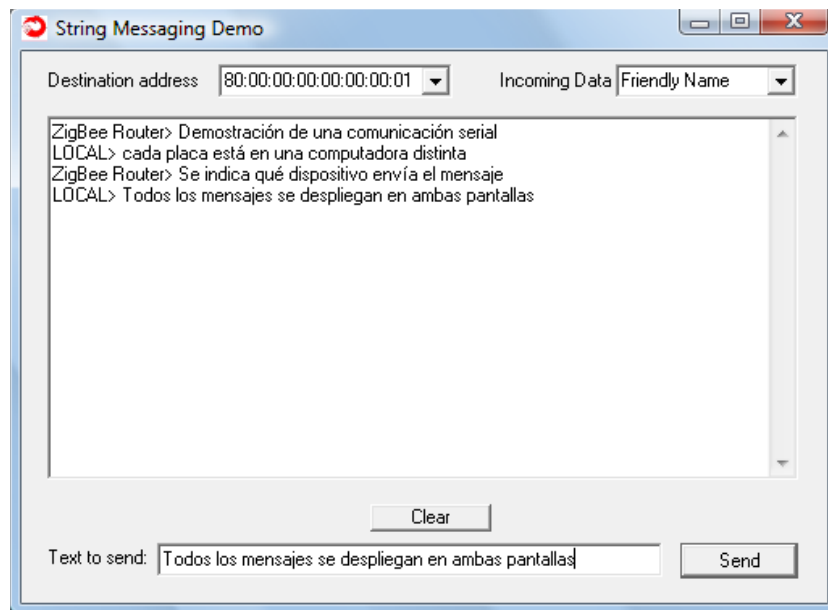 String Messaging Demo
Destination address 80:00:00:00:00:00:00:01 Incoming Data Friendly Name
ZigBee Router> Demostración de una comunicación serial
LOCAL> cada placa está en una computadora distinta
ZigBee Router> Se indica qué dispositivo envía el mensaje
LOCAL> Todos los mensajes se despliegan en ambas pantallas
Clear
Text to send: Todos los mensajes se despliegan en ambas pantallas Send